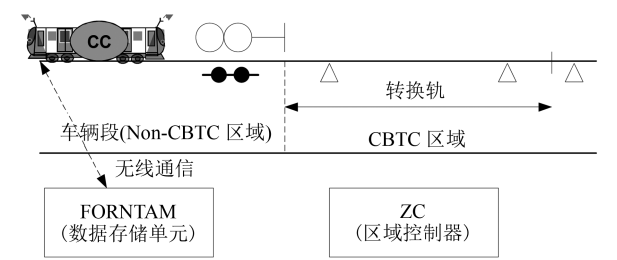 CC
转换轨
车辆段(Non-CBTC 区域)
CBTC 区域
无线通信
FORNTAM
(数据存储单元)
ZC
(区域控制器)